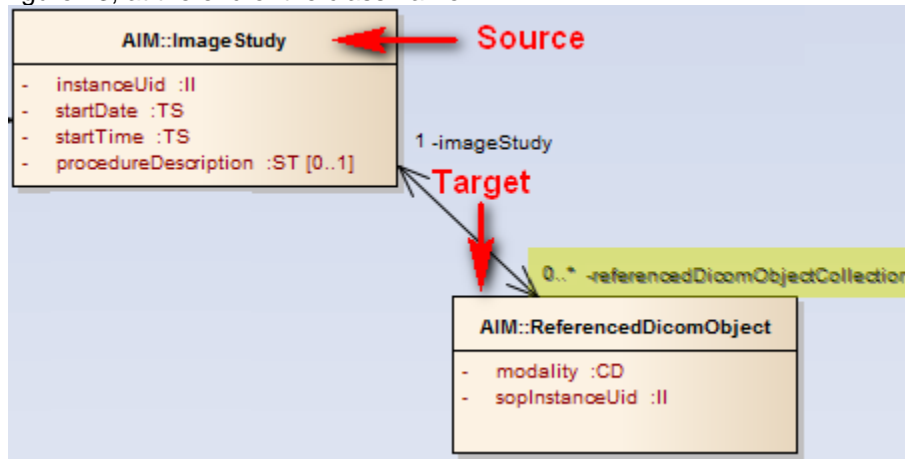 AIM::ImageStudy
Source
- instanceUid :II
- startDate :TS
- startTime :TS
- procedureDescription :ST [0..1]
1 -imageStudy
Target
0..* -referencedDicomObjectCollection
AIM::ReferencedDicomObject
- modality :CD
- sopInstanceUid :II